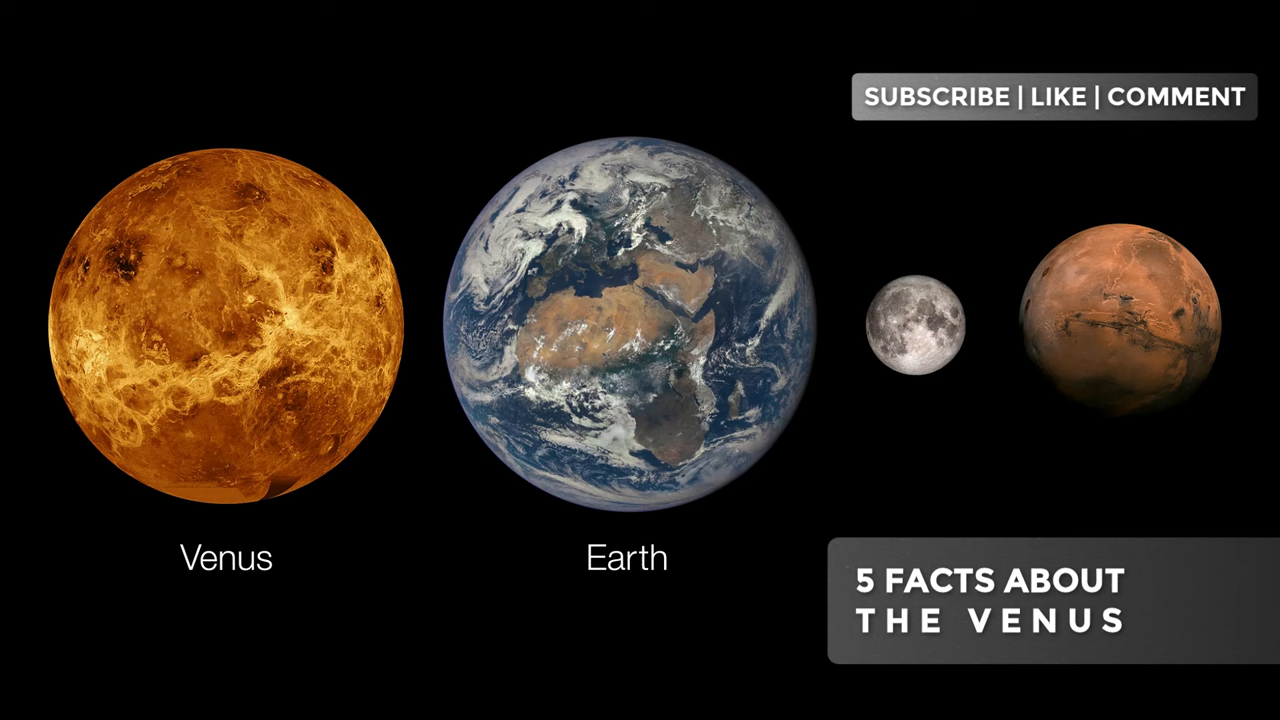 SUBSCRIBE | LIKE | COMMENT
Venus
Earth
5 FACTS ABOUT
THE VENUS